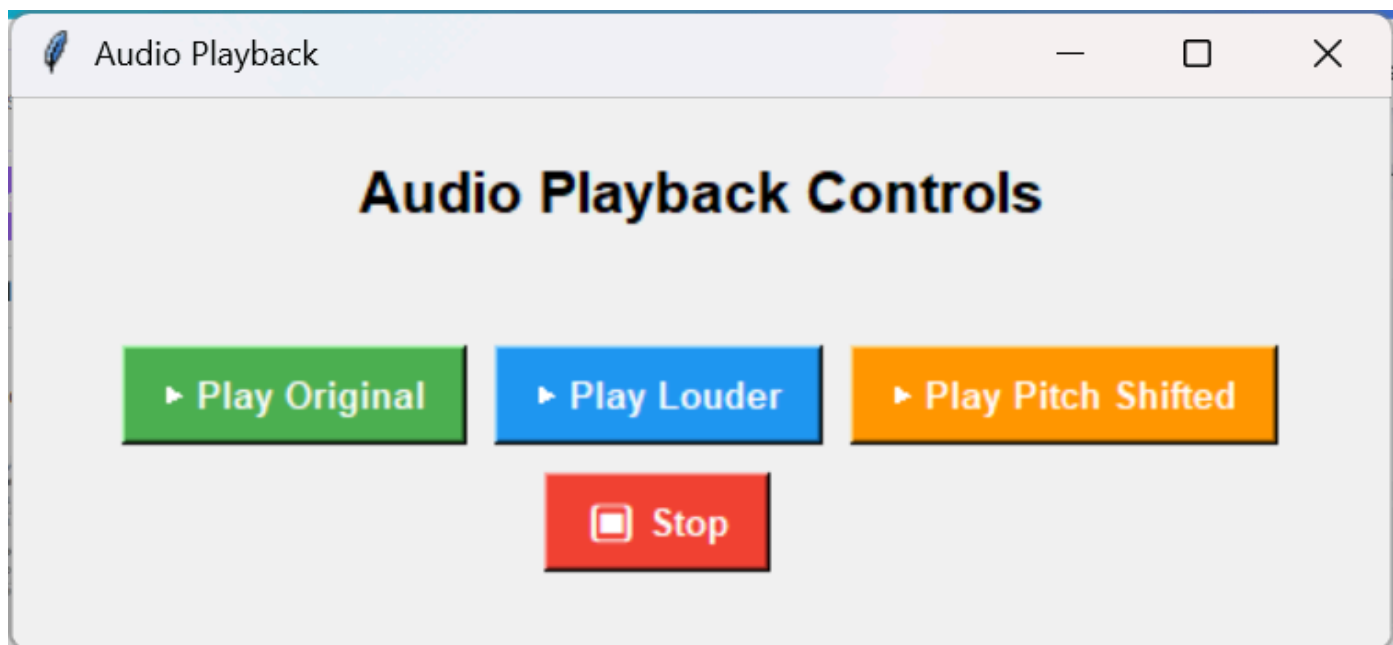 Audio Playback
Audio Playback Controls
▶ Play Original
▶ Play Louder
▶ Play Pitch Shifted
⏹ Stop